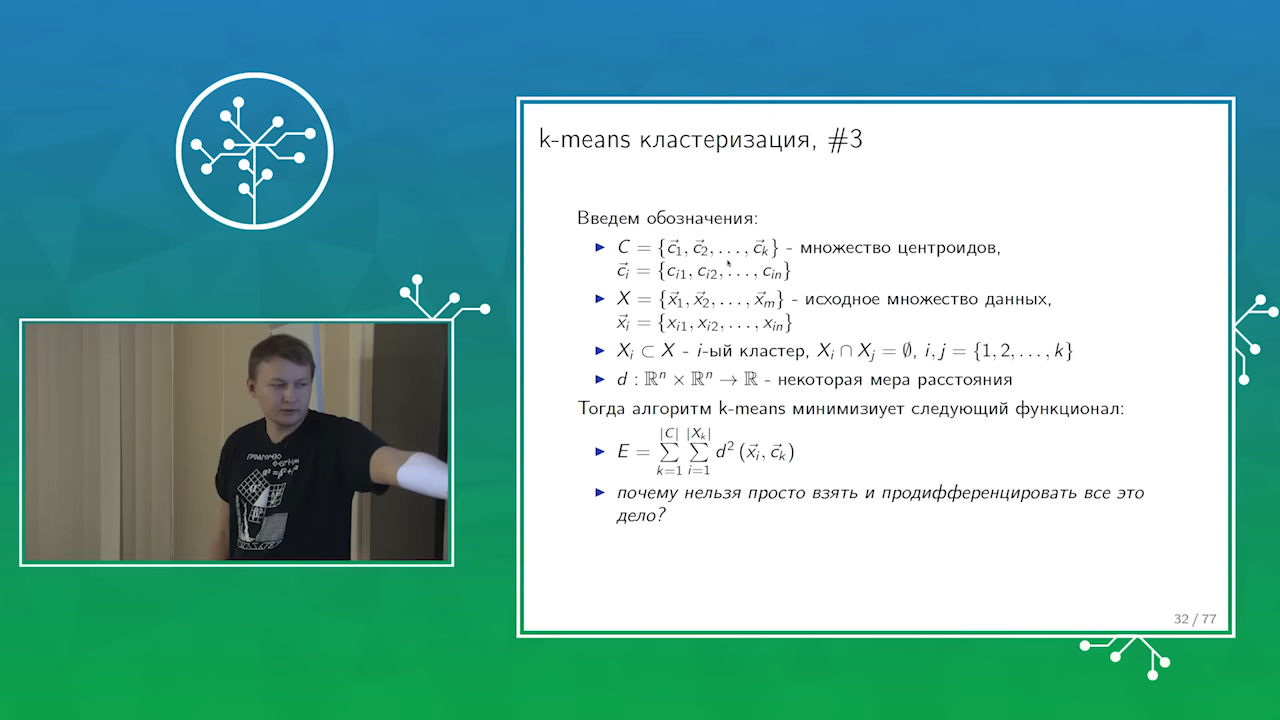 k-means кластеризация, #3
Введем обозначения:
C = {c⃗₁, c⃗₂, . . . , c⃗ₖ} - множество центроидов,
c⃗ᵢ = {cᵢ₁, cᵢ₂, . . . , cᵢₙ}
X = {x⃗₁, x⃗₂, . . . , x⃗ₘ} - исходное множество данных,
x⃗ᵢ = {xᵢ₁, xᵢ₂, . . . , xᵢₙ}
Xᵢ ⊂ X - i-ый кластер, Xᵢ ∩ Xⱼ = ∅, i, j = {1, 2, . . . , k}
d : ℝⁿ × ℝⁿ → ℝ - некоторая мера расстояния
Тогда алгоритм k-means минимизиует следующий функционал:
E = ∑_{k=1}^{|C|} ∑_{i=1}^{|Xₖ|} d² (x⃗ᵢ, c⃗ₖ)
почему нельзя просто взять и продифференцировать все это
дело?
32 / 77